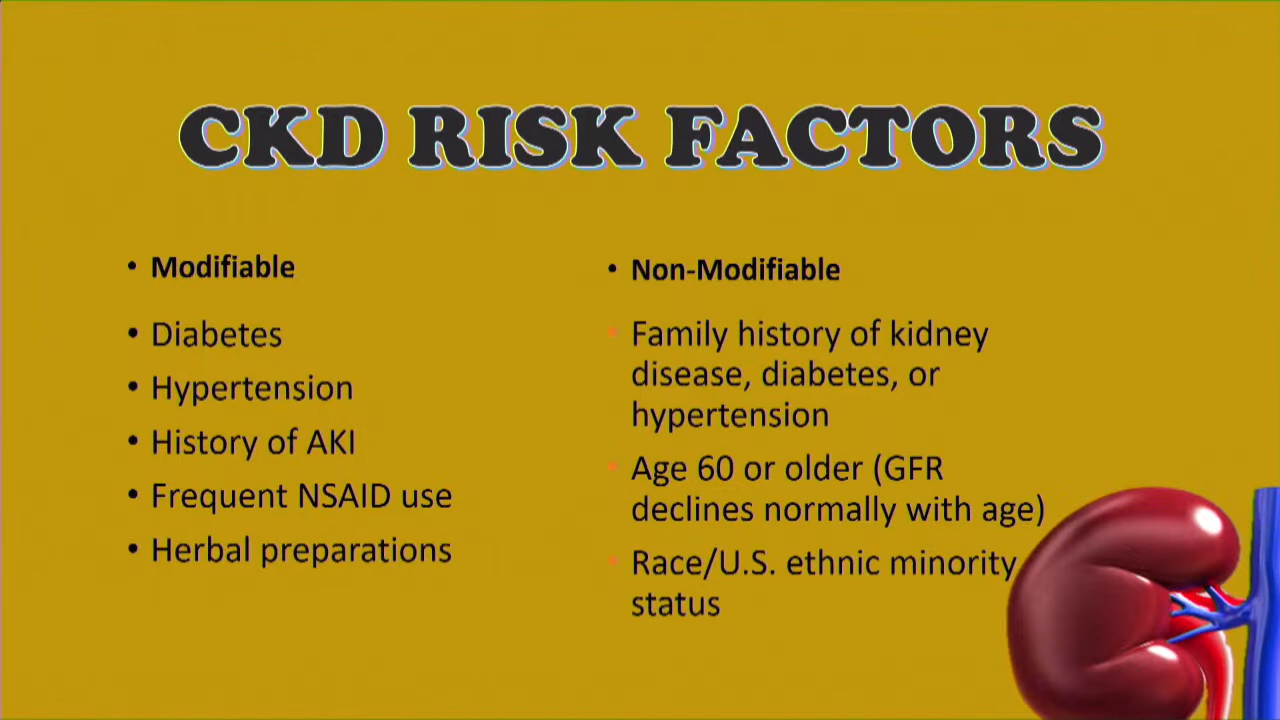 CKD RISK FACTORS
• Modifiable
• Diabetes
• Hypertension
• History of AKI
• Frequent NSAID use
• Herbal preparations
• Non-Modifiable
• Family history of kidney
disease, diabetes, or
hypertension
• Age 60 or older (GFR
declines normally with age)
• Race/U.S. ethnic minority
status